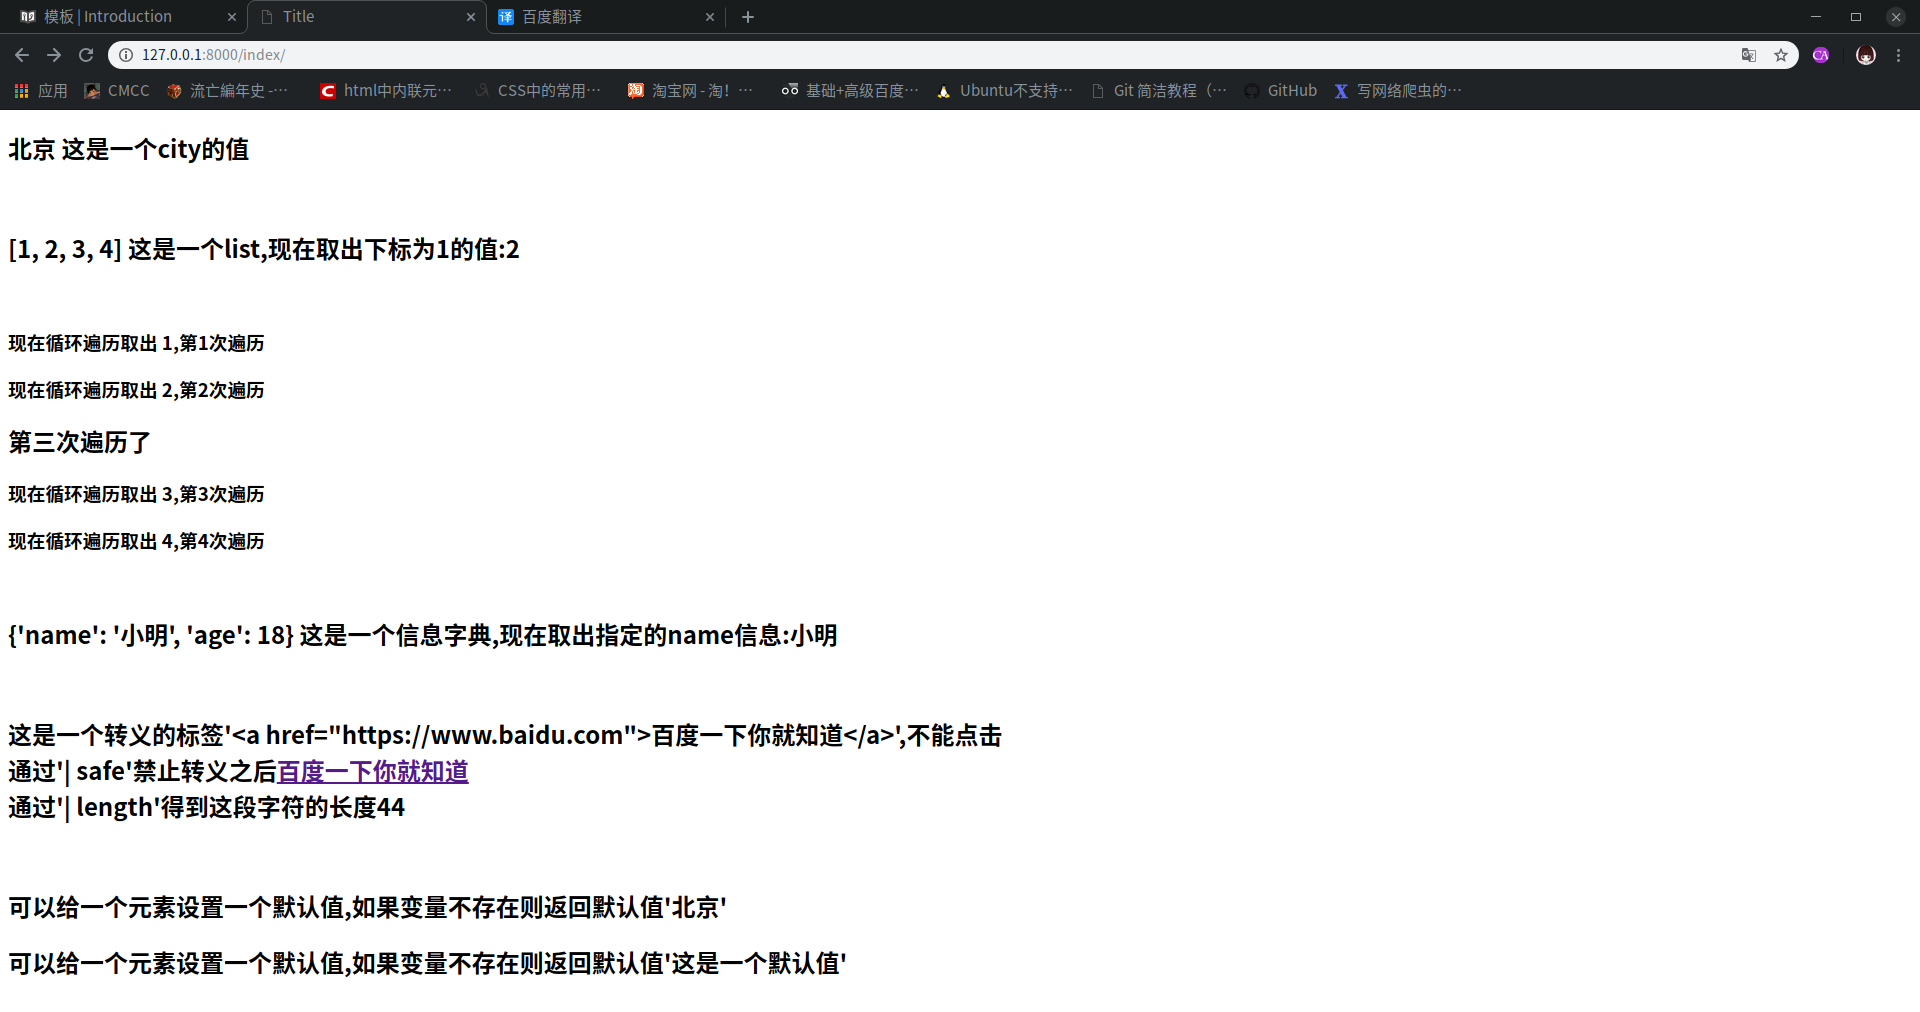 模板 | Introduction
Title
百度翻译
127.0.0.1:8000/index/
应用
CMCC
流亡編年史 -…
html中内联元…
CSS中的常用…
淘宝网 - 淘！…
基础+高级百度…
Ubuntu不支持…
Git 简洁教程（…
GitHub
写网络爬虫的…
北京 这是一个city的值
[1, 2, 3, 4] 这是一个list,现在取出下标为1的值:2
现在循环遍历取出 1,第1次遍历
现在循环遍历取出 2,第2次遍历
第三次遍历了
现在循环遍历取出 3,第3次遍历
现在循环遍历取出 4,第4次遍历
{'name': '小明', 'age': 18} 这是一个信息字典,现在取出指定的name信息:小明
这是一个转义的标签'<a href="https://www.baidu.com">百度一下你就知道</a>',不能点击
通过'| safe'禁止转义之后百度一下你就知道
通过'| length'得到这段字符的长度44
可以给一个元素设置一个默认值,如果变量不存在则返回默认值'北京'
可以给一个元素设置一个默认值,如果变量不存在则返回默认值'这是一个默认值'